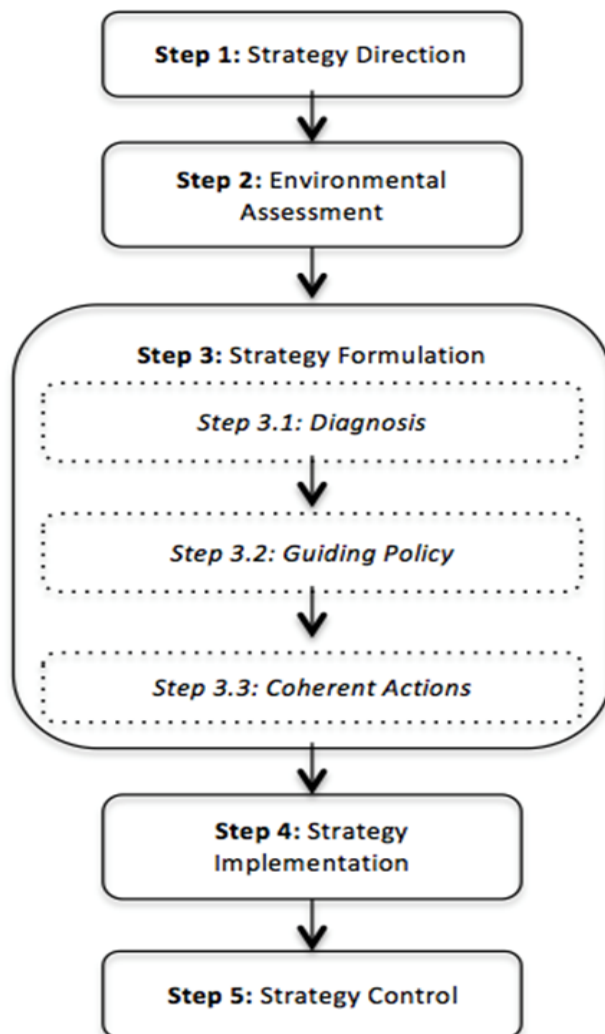 Step 1: Strategy Direction
Step 2: Environmental
Assessment
Step 3: Strategy Formulation
Step 3.1: Diagnosis
Step 3.2: Guiding Policy
Step 3.3: Coherent Actions
Step 4: Strategy
Implementation
Step 5: Strategy Control